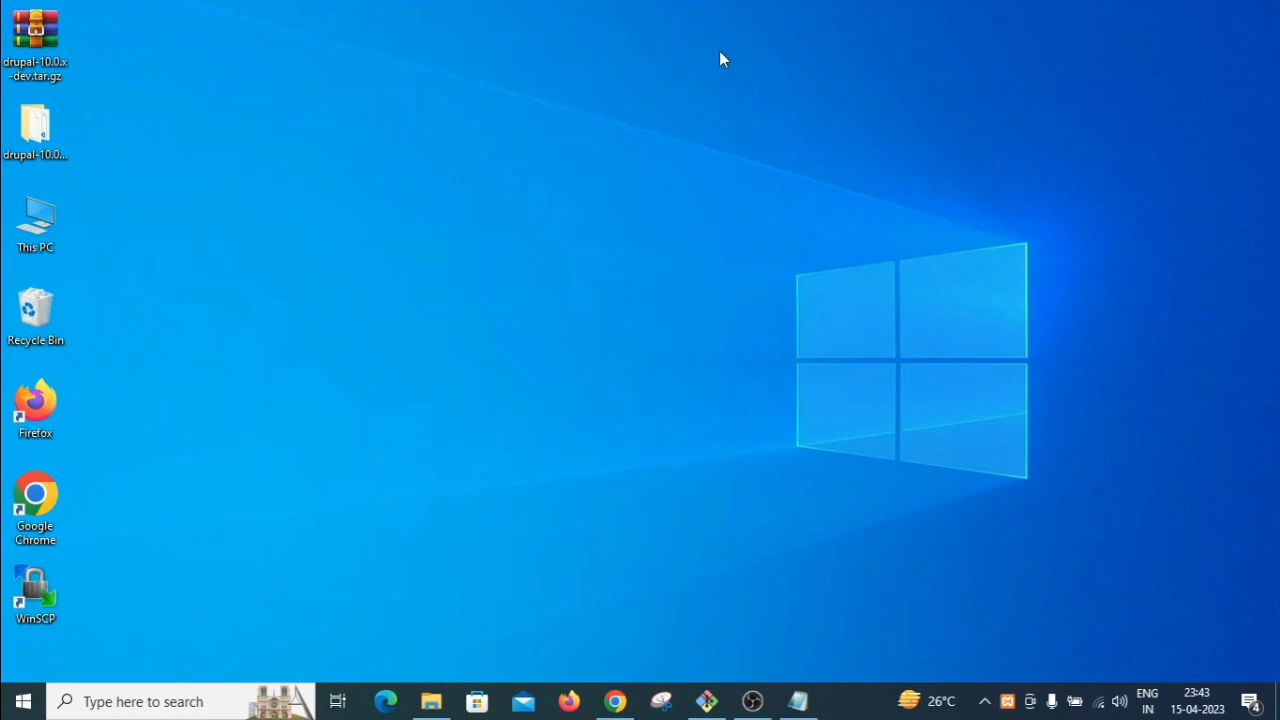 drupal-10.0.x
-dev.tar.gz
drupal-10.0...
This PC
Recycle Bin
Firefox
Google
Chrome
WinSCP
Type here to search
26°C
ENG
IN
23:43
15-04-2023
4